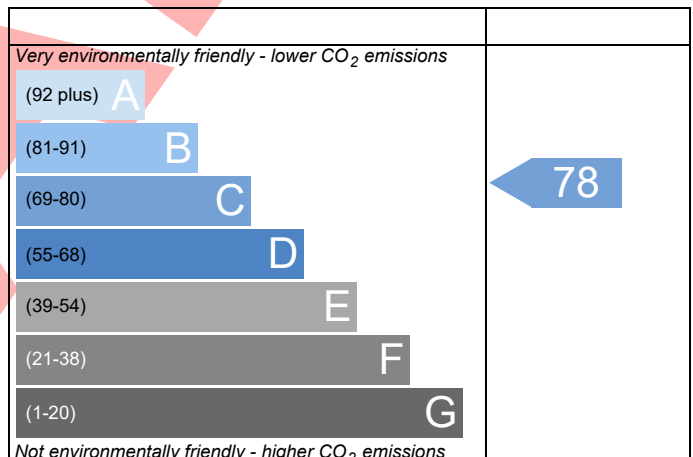 Very environmentally friendly - lower CO2 emissions
(92 plus) A
(81-91) B
(69-80) C
78
(55-68) D
(39-54) E
(21-38) F
(1-20) G
Not environmentally friendly - higher CO2 emissions